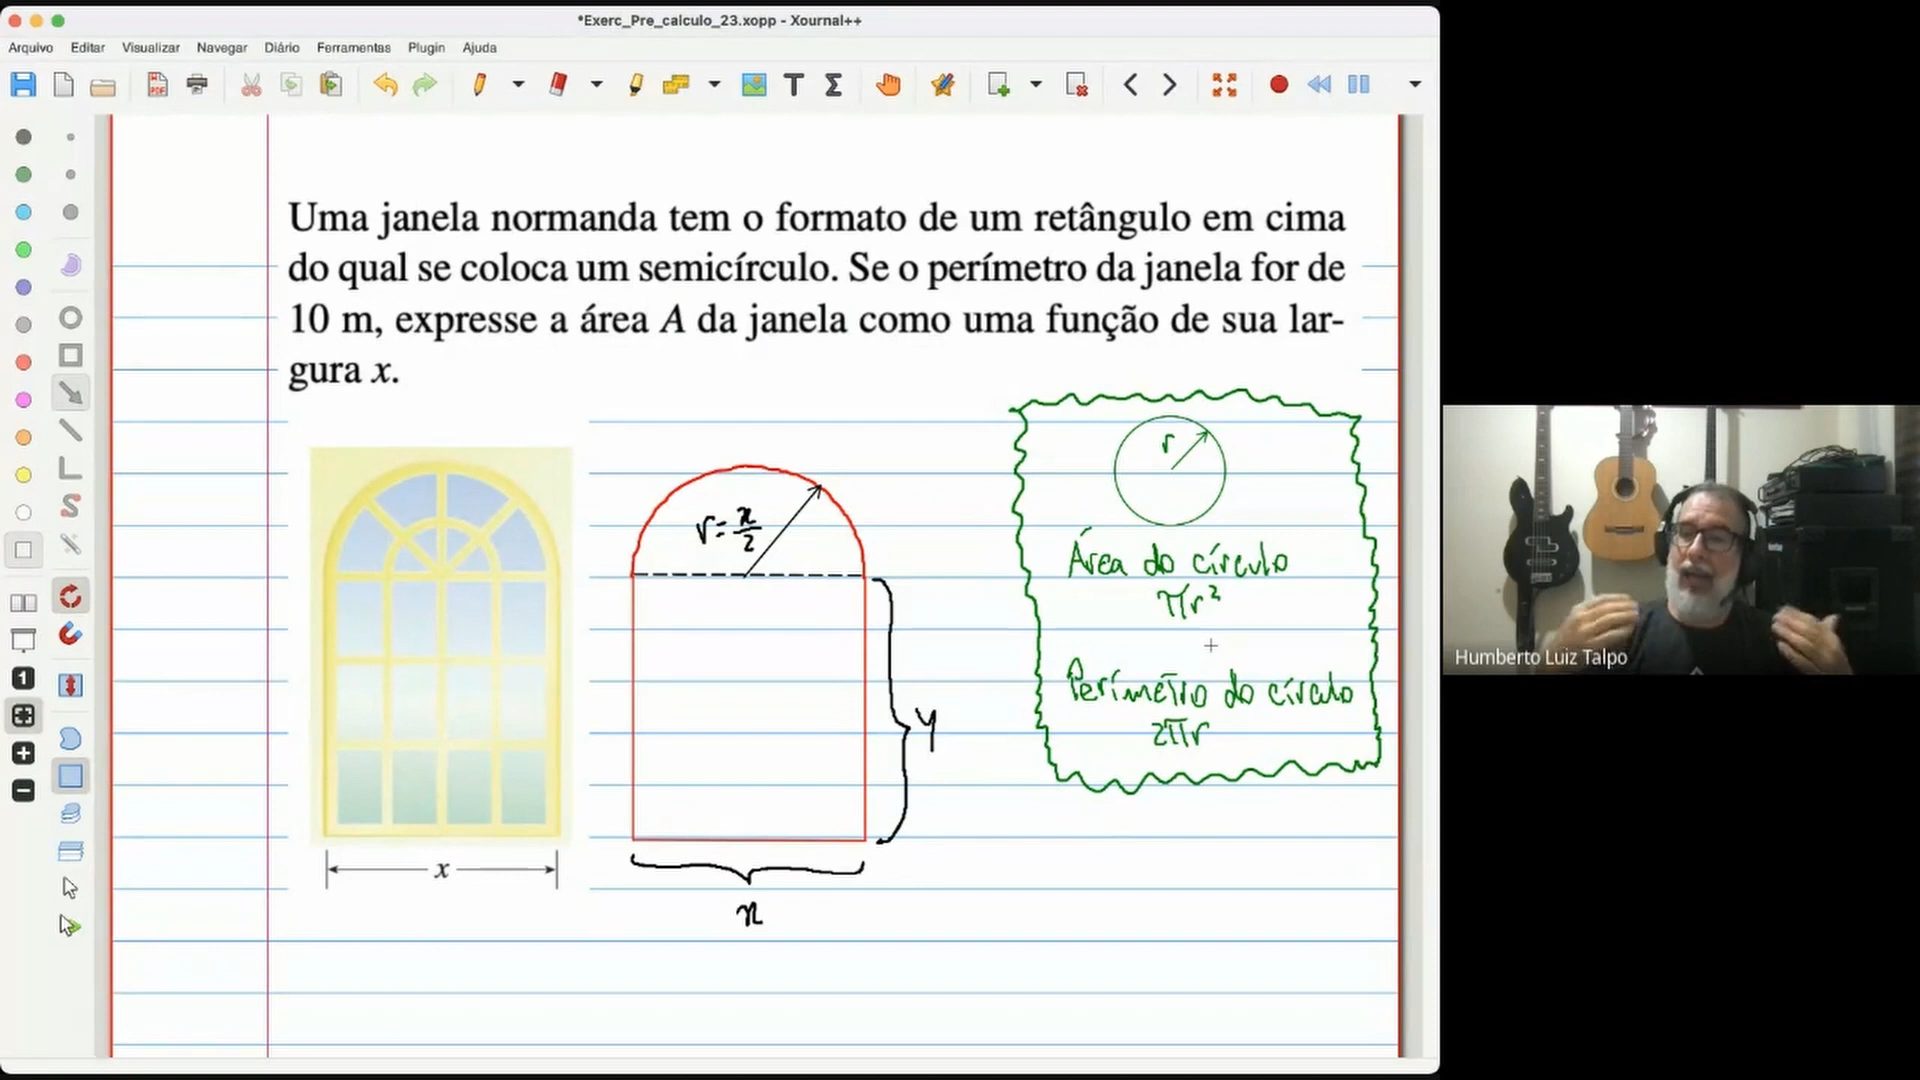 *Exerc_Pre_calculo_23.xopp - Xournal++
Arquivo Editar Visualizar Navegar Diário Ferramentas Plugin Ajuda
Uma janela normanda tem o formato de um retângulo em cima
do qual se coloca um semicírculo. Se o perímetro da janela for de
10 m, expresse a área A da janela como uma função de sua lar-
gura x.
r
r = x/2
Área do círculo
πr²
Perímetro do círculo
2πr
y
x
x
Humberto Luiz Talpo